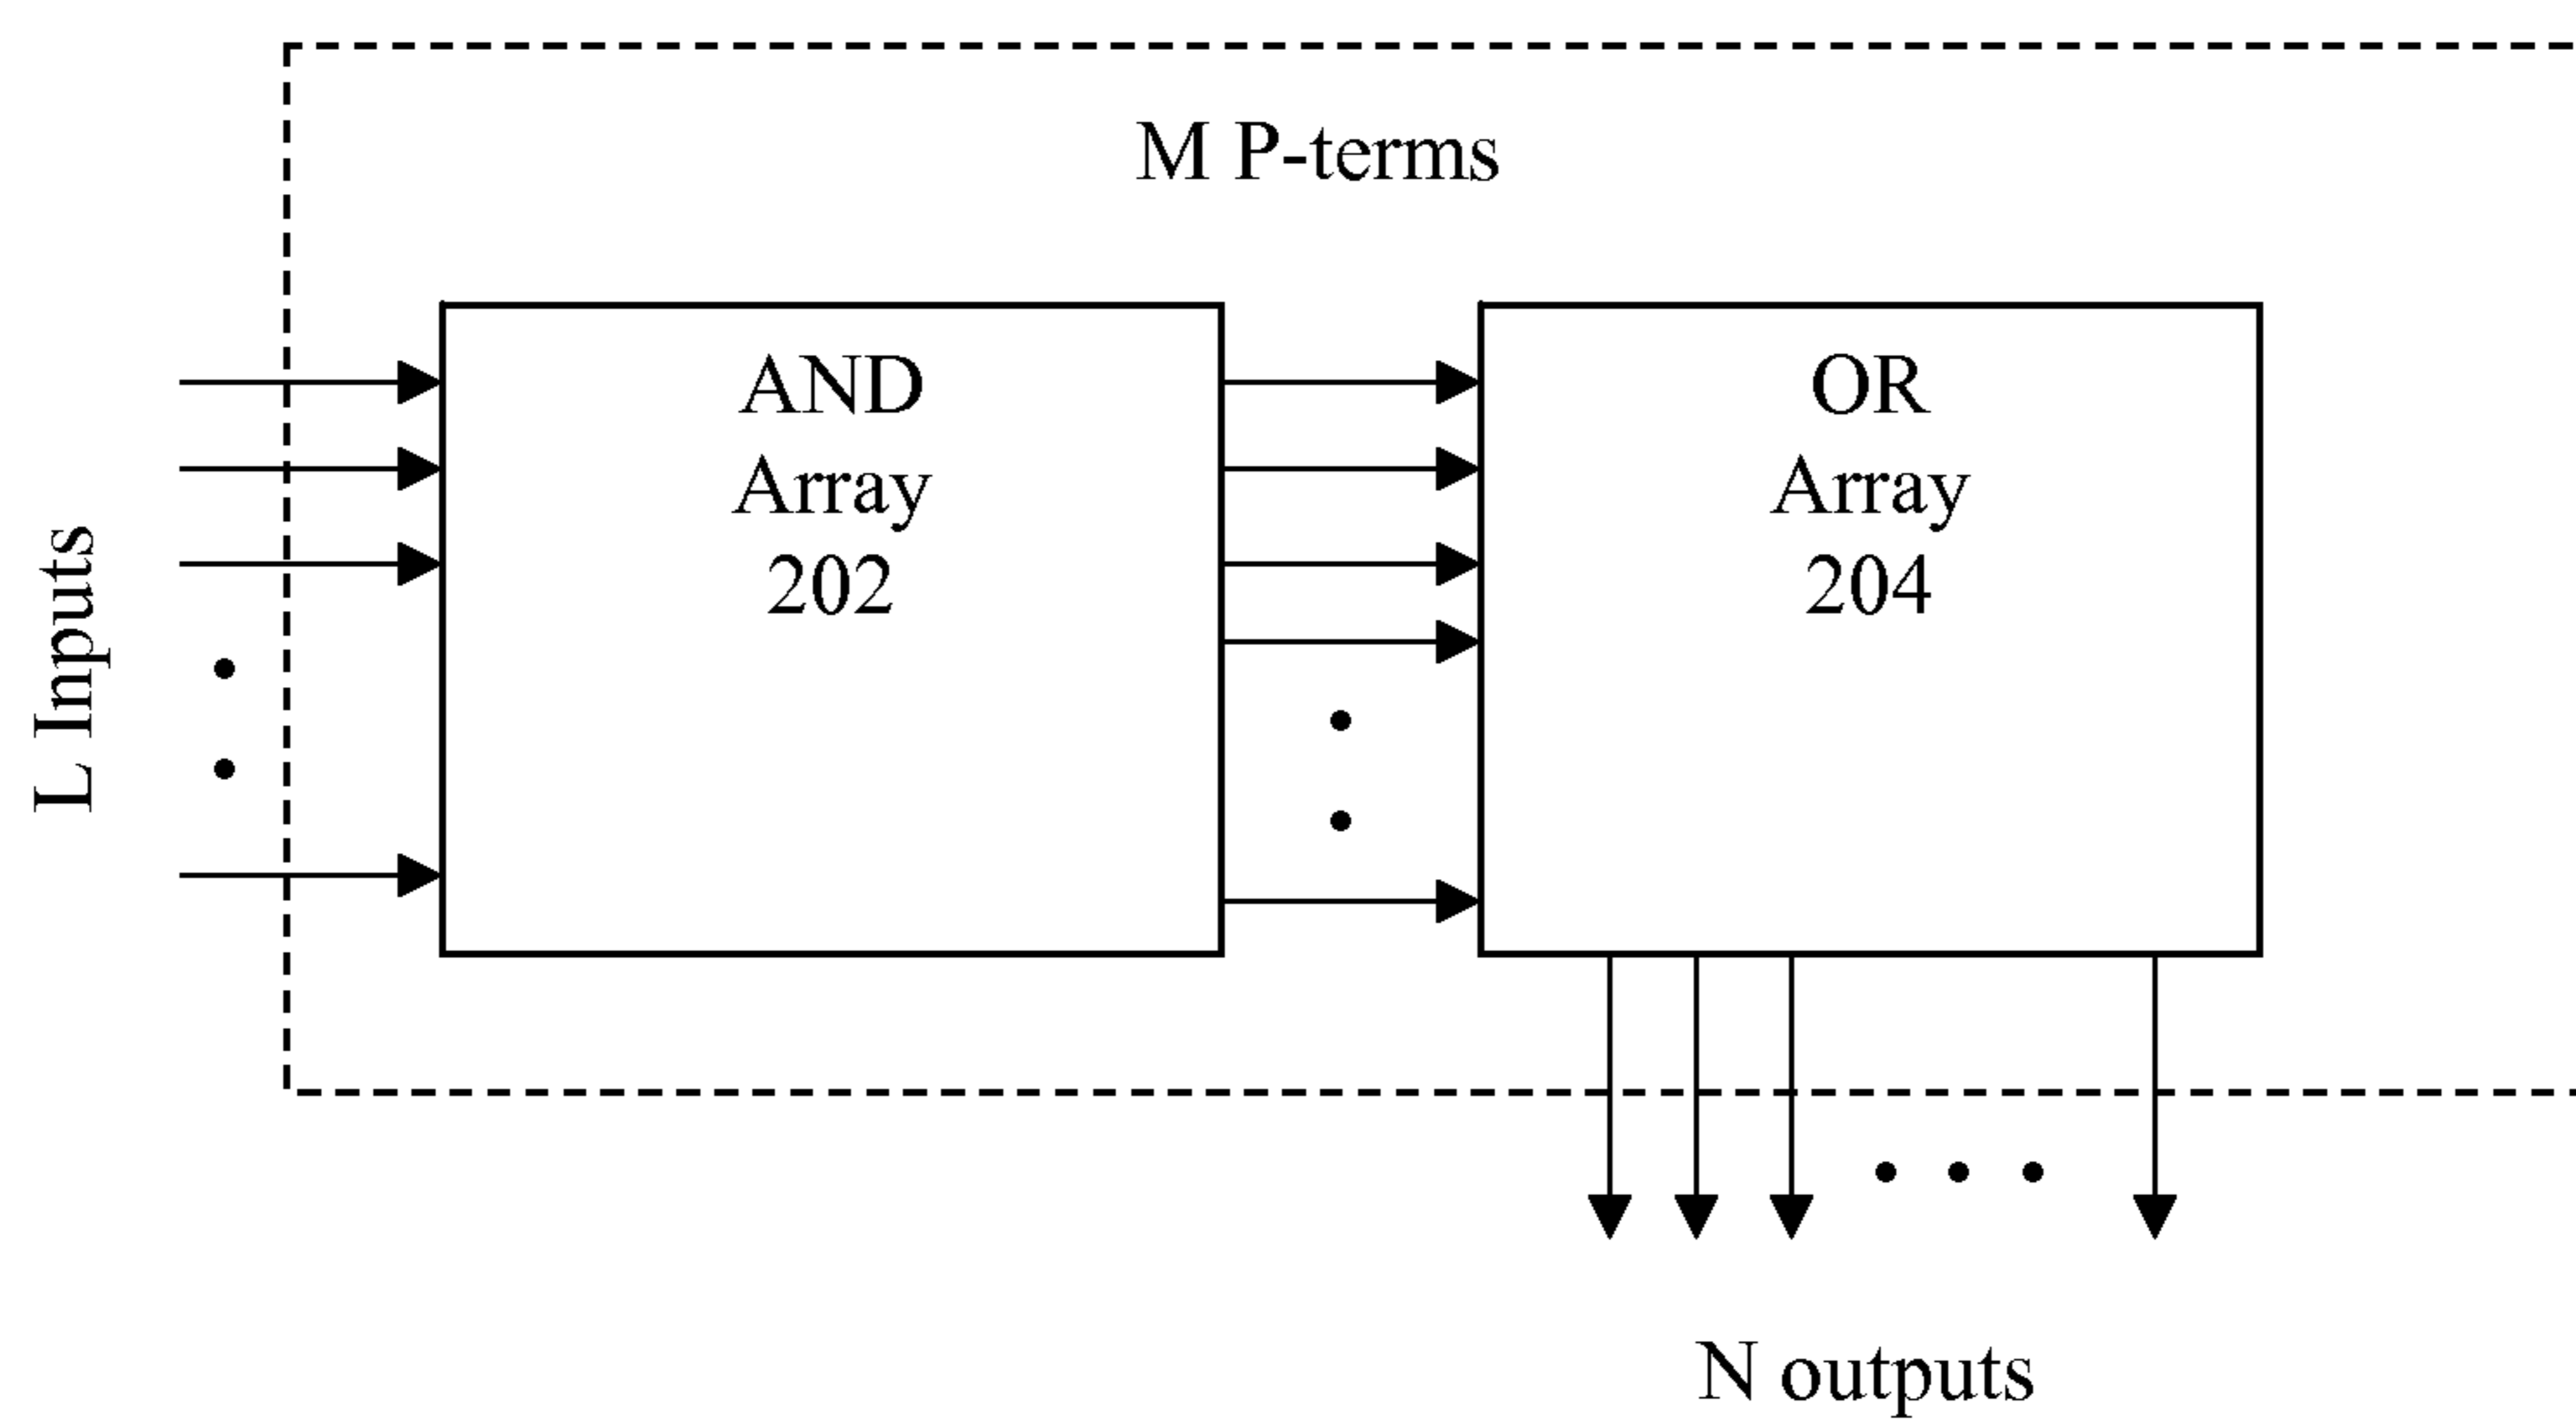 M P-terms
L Inputs
AND
Array
202
OR
Array
204
N outputs